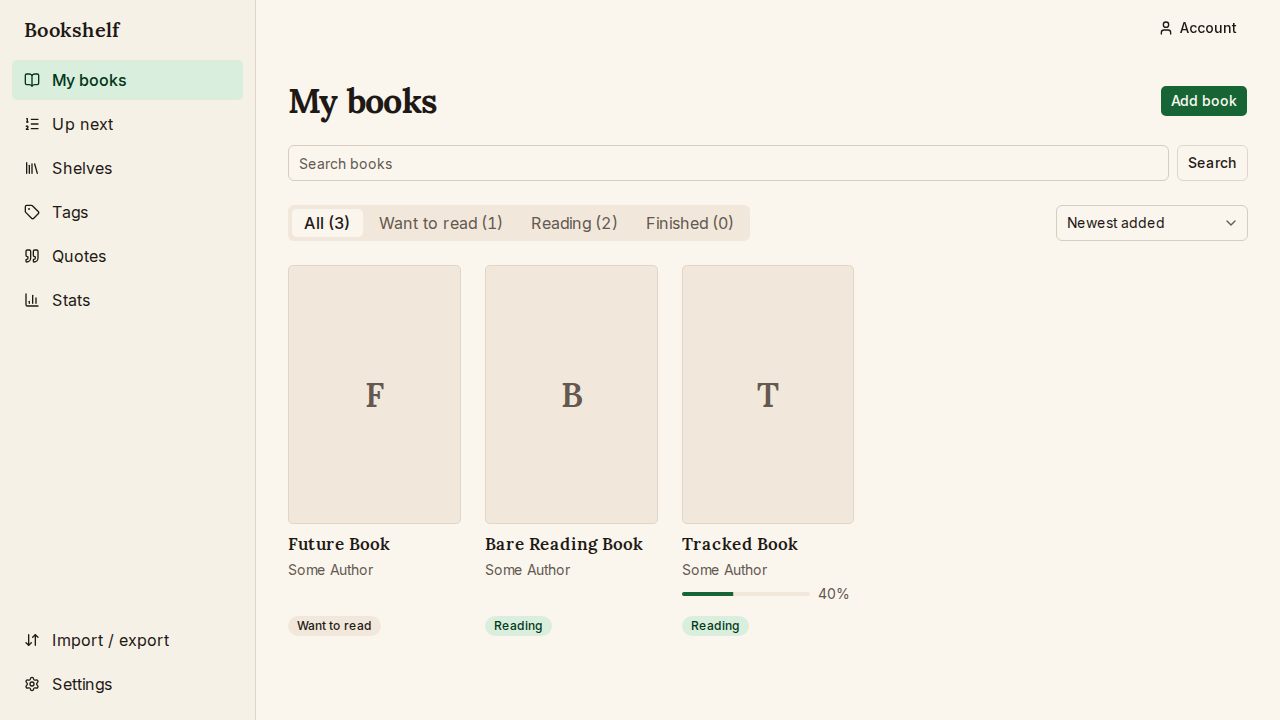 Bookshelf
Account
My books
Up next
Shelves
Tags
Quotes
Stats
Import / export
Settings
My books
Add book
Search books
Search
All (3)
Want to read (1)
Reading (2)
Finished (0)
Newest added
F
B
T
Future Book
Some Author
Want to read
Bare Reading Book
Some Author
Reading
Tracked Book
Some Author
40%
Reading